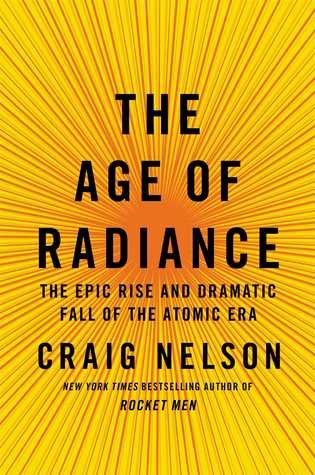 THE
AGE OF
RADIANCE
THE EPIC RISE AND DRAMATIC
FALL OF THE ATOMIC ERA
CRAIG NELSON
NEW YORK TIMES BESTSELLING AUTHOR OF
ROCKET MEN